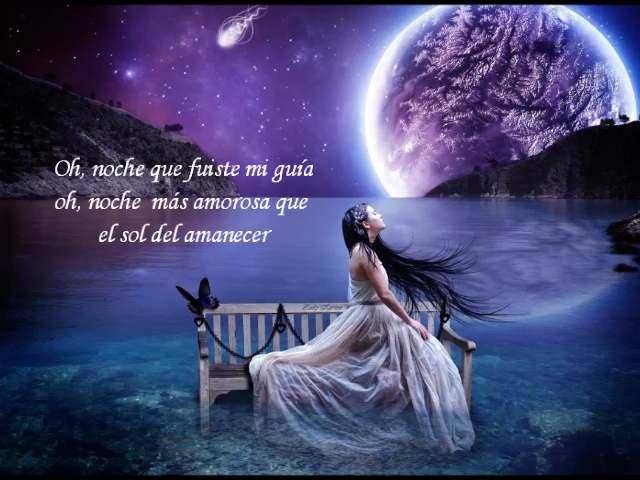 Oh, noche que fuiste mi guía
oh, noche más amorosa que
el sol del amanecer